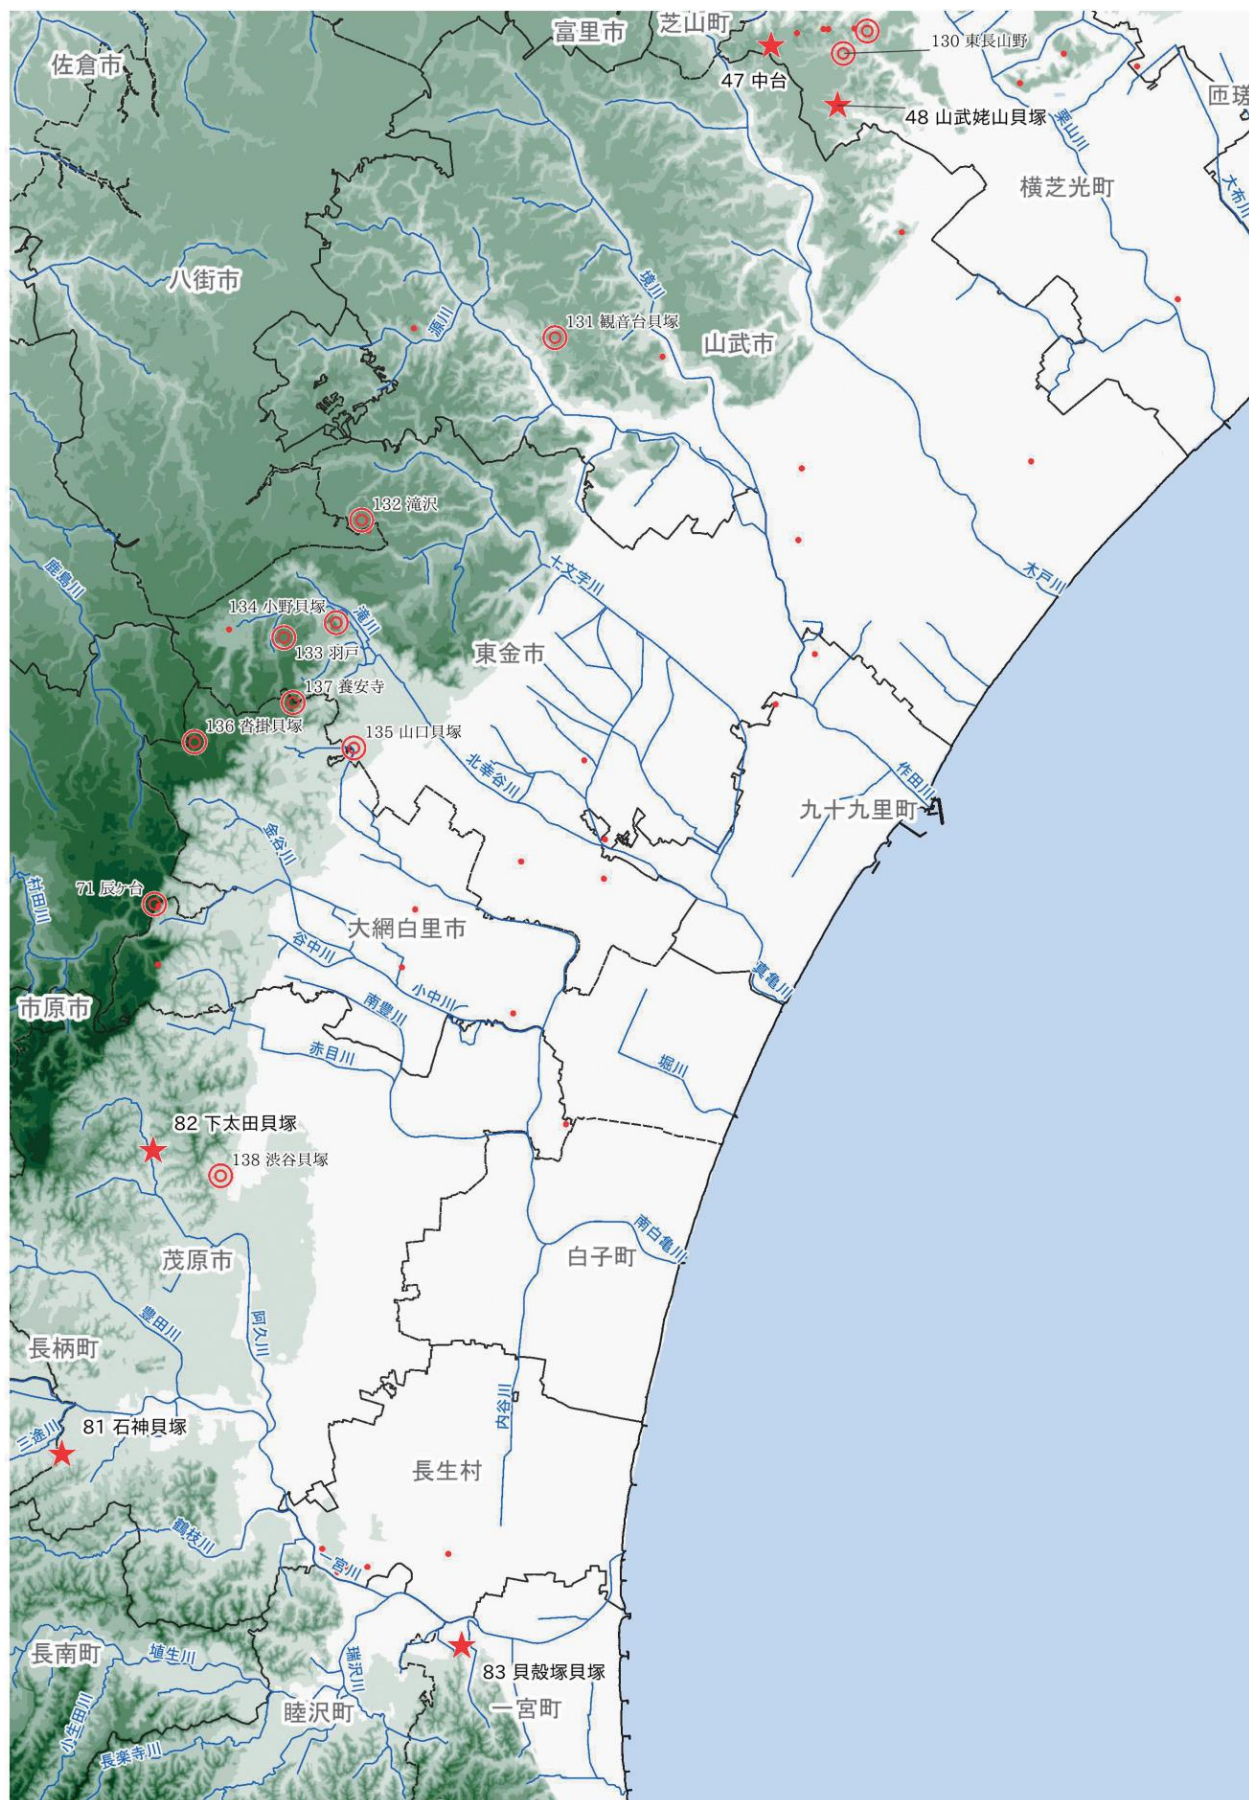 富里市
芝山町
佐倉市
130 東長山野
47 中台
匝瑳
48 山武姥山貝塚
栗山川
横芝光町
大布川
八街市
境川
源川
131 観音台貝塚
山武市
132 滝沢
鹿島川
十文字川
木戸川
134 小野貝塚
滝川
133 羽戸
東金市
137 養安寺
136 沓掛貝塚
135 山口貝塚
北幸谷川
作田川
九十九里町
金谷川
村田川
71 辰ヶ台
大網白里市
谷中川
真亀川
市原市
小中川
南豊川
赤目川
堀川
82 下太田貝塚
138 渋谷貝塚
南白亀川
茂原市
白子町
豊田川
阿久川
長柄町
内谷川
81 石神貝塚
三途川
長生村
鶴枝川
一宮川
長南町
埴生川
瑞沢川
83 貝殻塚貝塚
小生田川
睦沢町
一宮町
長楽寺川